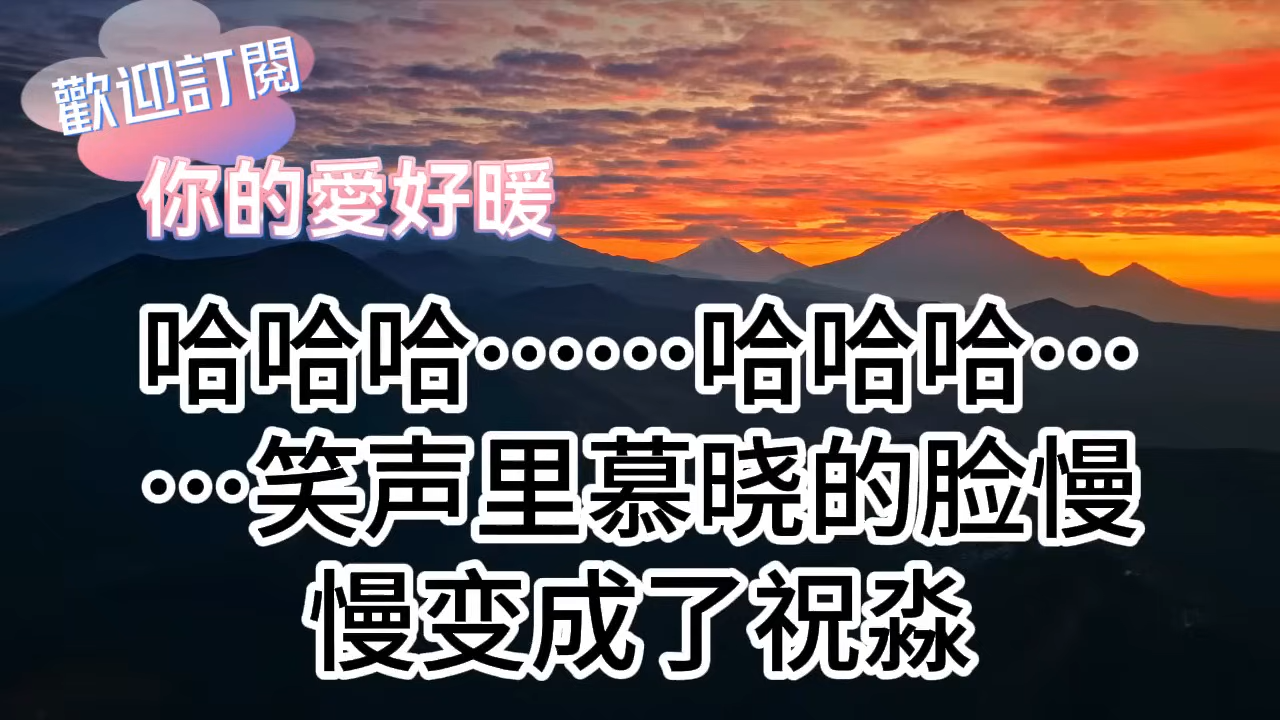 歡迎訂閱
你的愛好暖
哈哈哈……哈哈哈…
…笑声里慕晓的脸慢
慢变成了祝淼